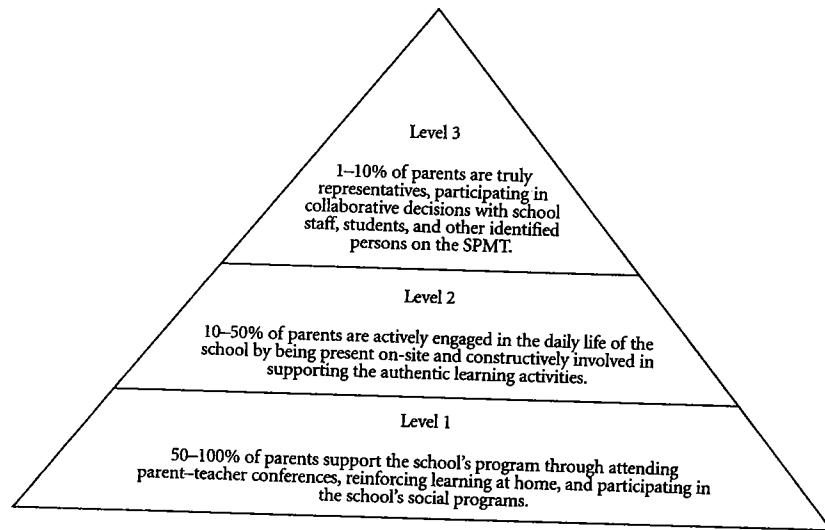 Level 3
1–10% of parents are truly
representatives, participating in
collaborative decisions with school
staff, students, and other identified
persons on the SPMT.
Level 2
10–50% of parents are actively engaged in the daily life of the
school by being present on-site and constructively involved in
supporting the authentic learning activities.
Level 1
50–100% of parents support the school's program through attending
parent–teacher conferences, reinforcing learning at home, and participating in
the school's social programs.